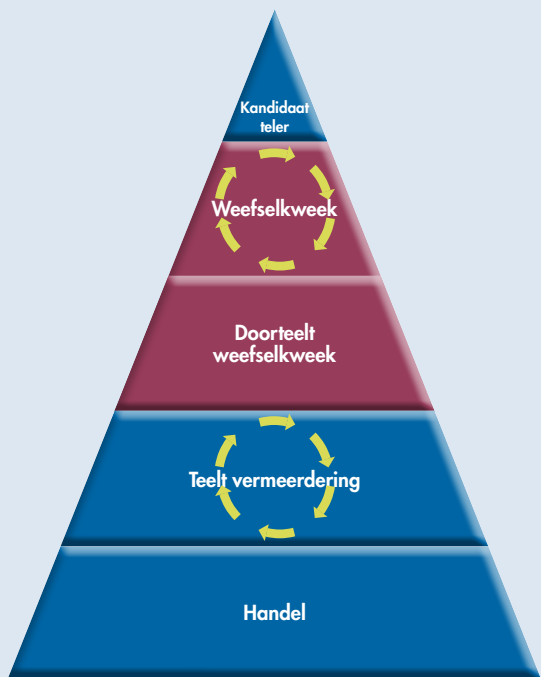 Kandidaat
teler
Weefselkweek
Doorteelt
weefselkweek
Teelt vermeerdering
Handel